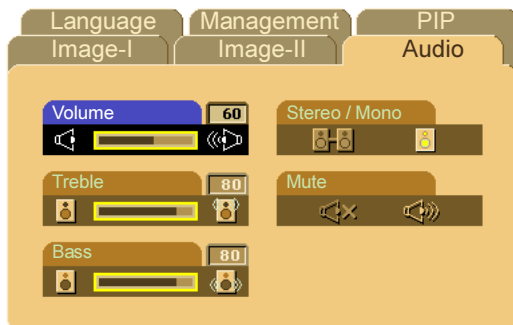 Language Management PIP
Image-I Image-II Audio
Volume 60
Stereo / Mono
Treble 80
Mute
Bass 80